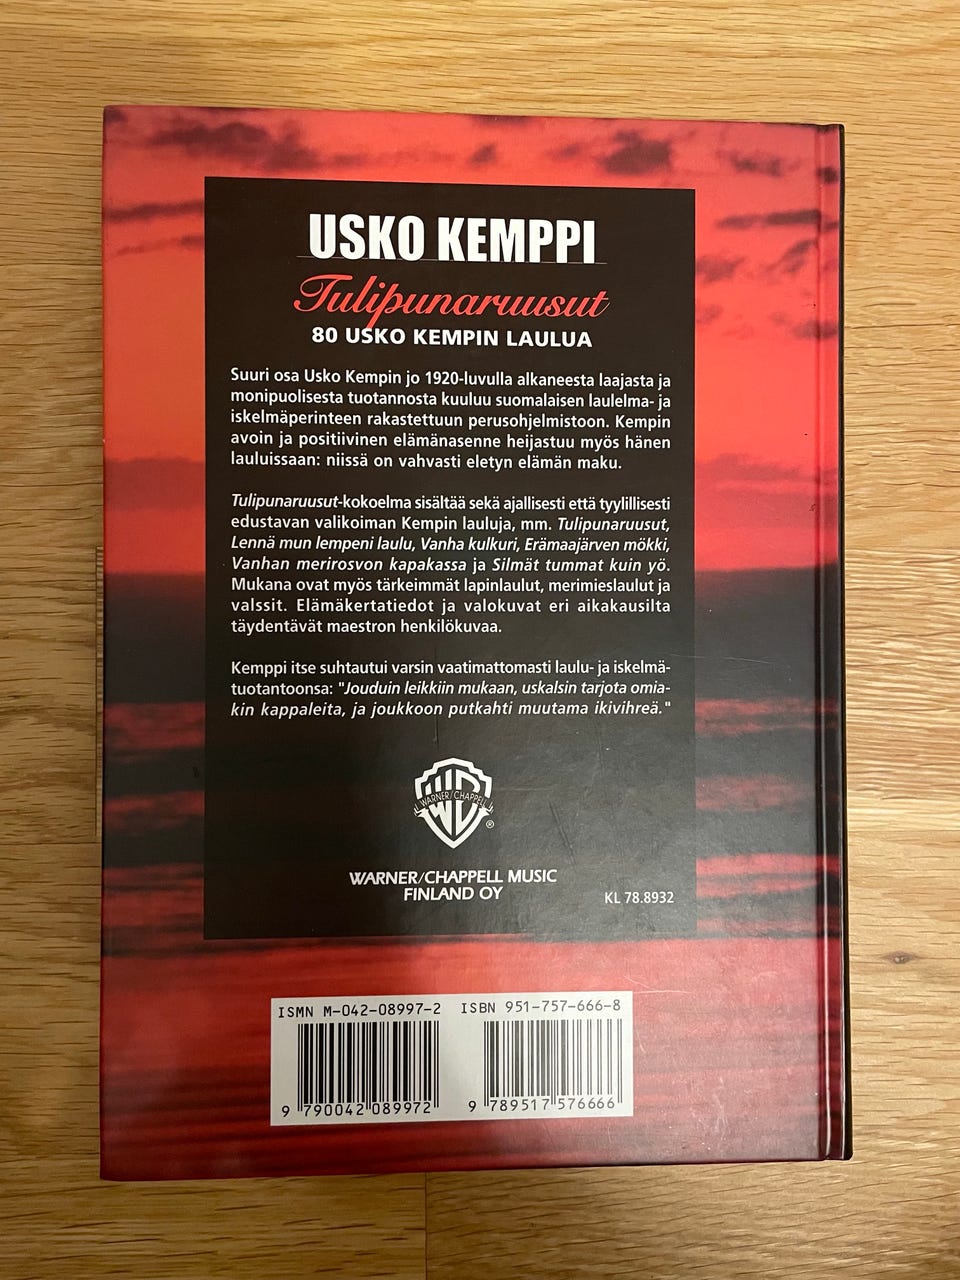 USKO KEMPPI
Tulipunaruusut
80 USKO KEMPIN LAULUA
Suuri osa Usko Kempin jo 1920-luvulla alkaneesta laajasta ja
monipuolisesta tuotannosta kuuluu suomalaisen laulelma- ja
iskelmäperinteen rakastettuun perusohjelmistoon. Kempin
avoin ja positiivinen elämänasenne heijastuu myös hänen
lauluissaan: niissä on vahvasti eletyn elämän maku.
Tulipunaruusut-kokoelma sisältää sekä ajallisesti että tyylillisesti
edustavan valikoiman Kempin lauluja, mm. Tulipunaruusut,
Lennä mun lempeni laulu, Vanha kulkuri, Erämaajärven mökki,
Vanhan merirosvon kapakassa ja Silmät tummat kuin yö.
Mukana ovat myös tärkeimmät lapinlaulut, merimieslaulut ja
valssit. Elämäkertatiedot ja valokuvat eri aikakausilta
täydentävät maestron henkilökuvaa.
Kemppi itse suhtautui varsin vaatimattomasti laulu- ja iskelmä-
tuotantoonsa: "Jouduin leikkiin mukaan, uskalsin tarjota omia-
kin kappaleita, ja joukkoon putkahti muutama ikivihreä."
WARNER/CHAPPELL
®
WARNER/CHAPPELL MUSIC
FINLAND OY
KL 78.8932
ISMN M-042-08997-2 ISBN 951-757-666-8
9 790042 089972 9 789517 576666